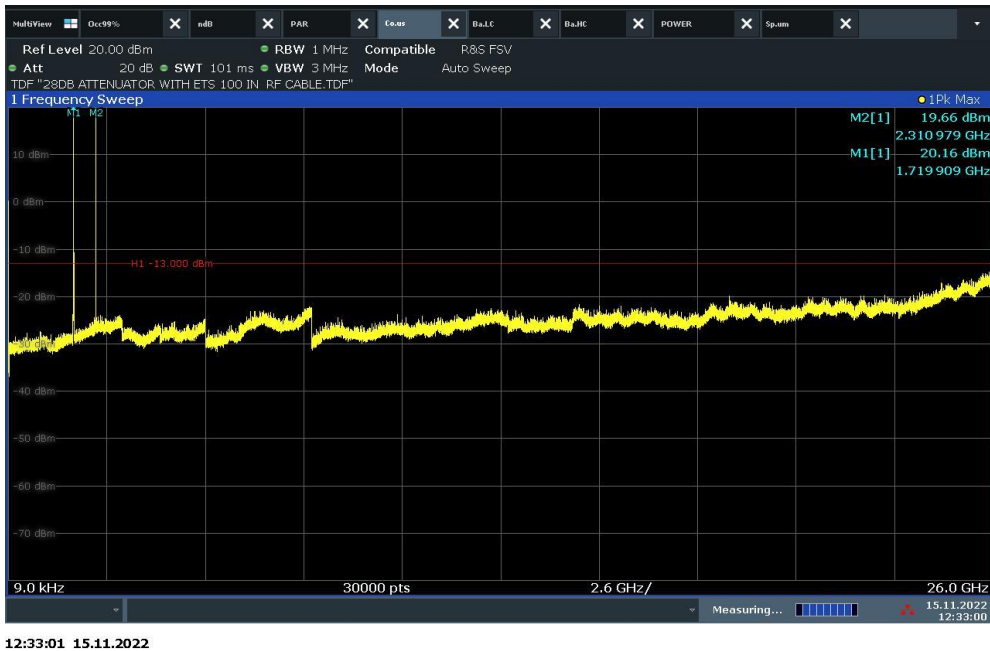 MultiView Occ99% ndB PAR Co.us Ba.LC Ba.HC POWER Sp.um
Ref Level 20.00 dBm RBW 1 MHz Compatible R&S FSV
Att 20 dB SWT 101 ms VBW 3 MHz Mode Auto Sweep
TDF "28DB ATTENUATOR WITH ETS 100 IN RF CABLE.TDF"
1 Frequency Sweep 1Pk Max
M1 M2
M2[1] 19.66 dBm
2.310 979 GHz
M1[1] 20.16 dBm
1.719 909 GHz
10 dBm
0 dBm
-10 dBm
H1 -13.000 dBm
-20 dBm
-30 dBm
-40 dBm
-50 dBm
-60 dBm
-70 dBm
9.0 kHz 30000 pts 2.6 GHz/ 26.0 GHz
Measuring... 15.11.2022
12:33:00
12:33:01 15.11.2022